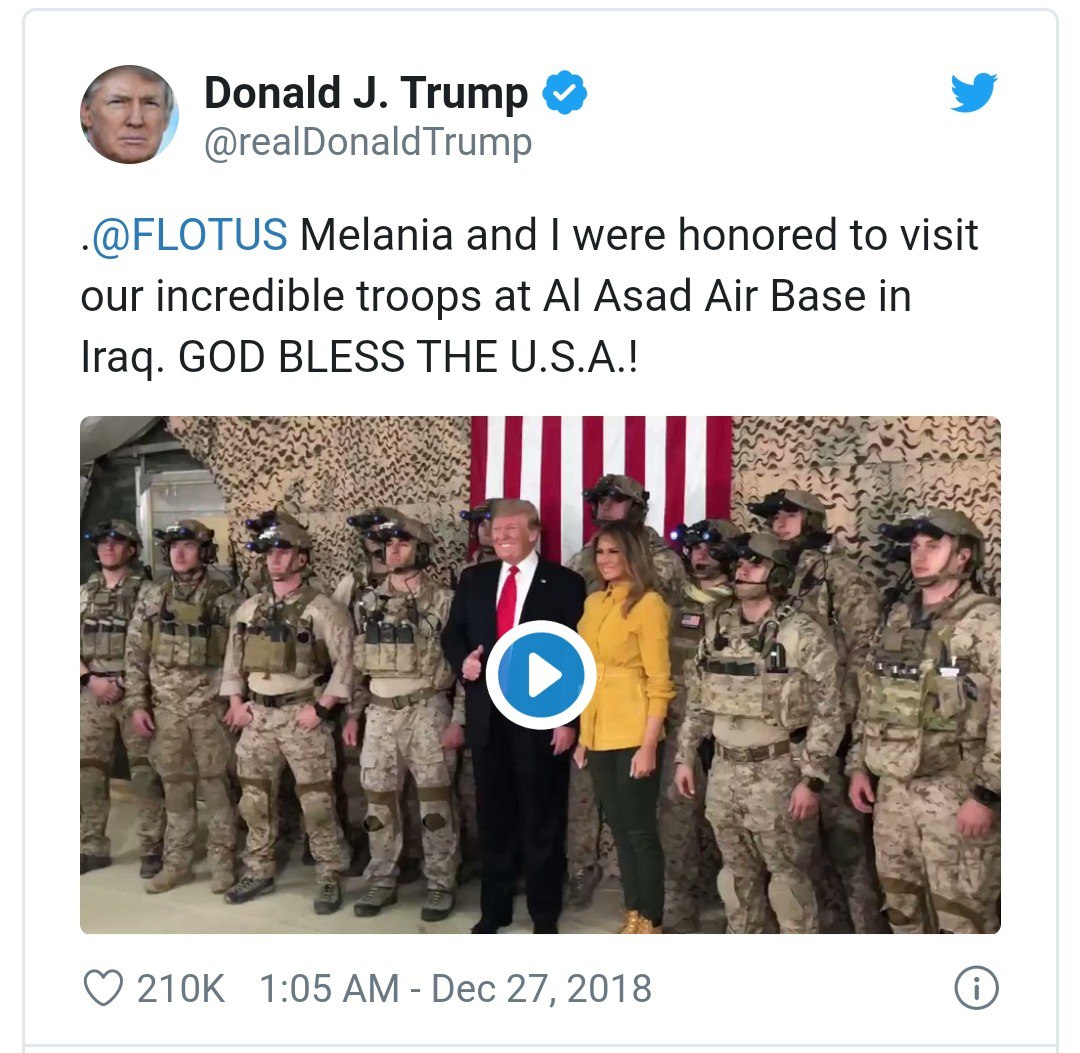 Donald J. Trump
@realDonaldTrump
.@FLOTUS Melania and I were honored to visit
our incredible troops at Al Asad Air Base in
Iraq. GOD BLESS THE U.S.A.!
210K 1:05 AM - Dec 27, 2018